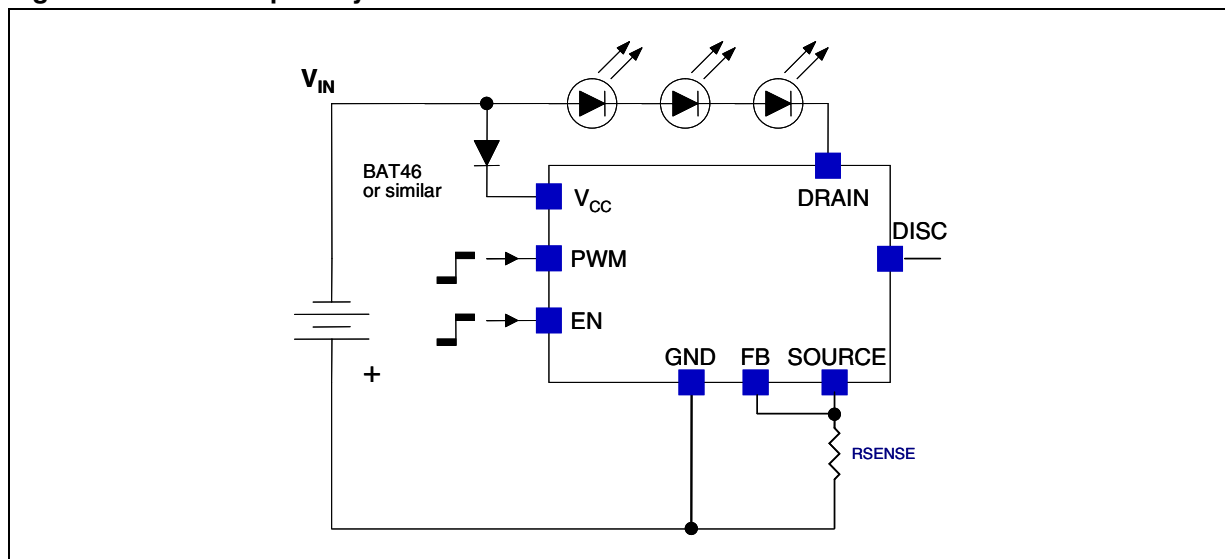 V_IN
BAT46
or similar
V_CC
DRAIN
DISC
PWM
EN
GND FB SOURCE
+
RSENSE